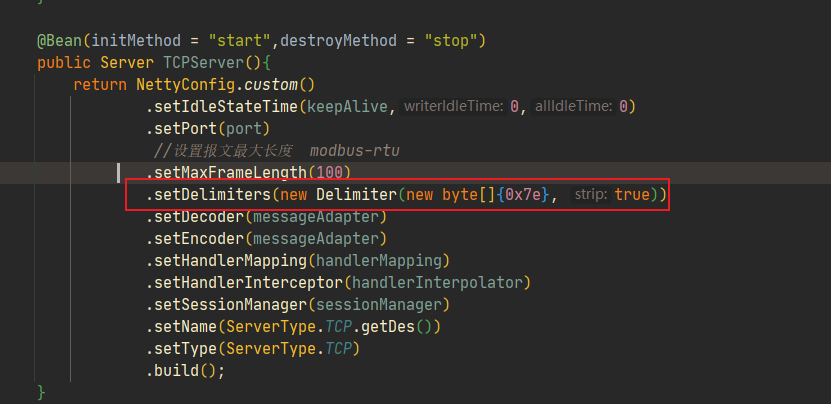 @Bean(initMethod = "start",destroyMethod = "stop")
public Server TCPServer(){
return NettyConfig.custom()
.setIdleStateTime(keepAlive, writerIdleTime: 0, allIdleTime: 0)
.setPort(port)
//设置报文最大长度 modbus-rtu
.setMaxFrameLength(100)
.setDelimiters(new Delimiter(new byte[]{0x7e}, strip: true))
.setDecoder(messageAdapter)
.setEncoder(messageAdapter)
.setHandlerMapping(handlerMapping)
.setHandlerInterceptor(handlerInterpolator)
.setSessionManager(sessionManager)
.setName(ServerType.TCP.getDes())
.setType(ServerType.TCP)
.build();
}